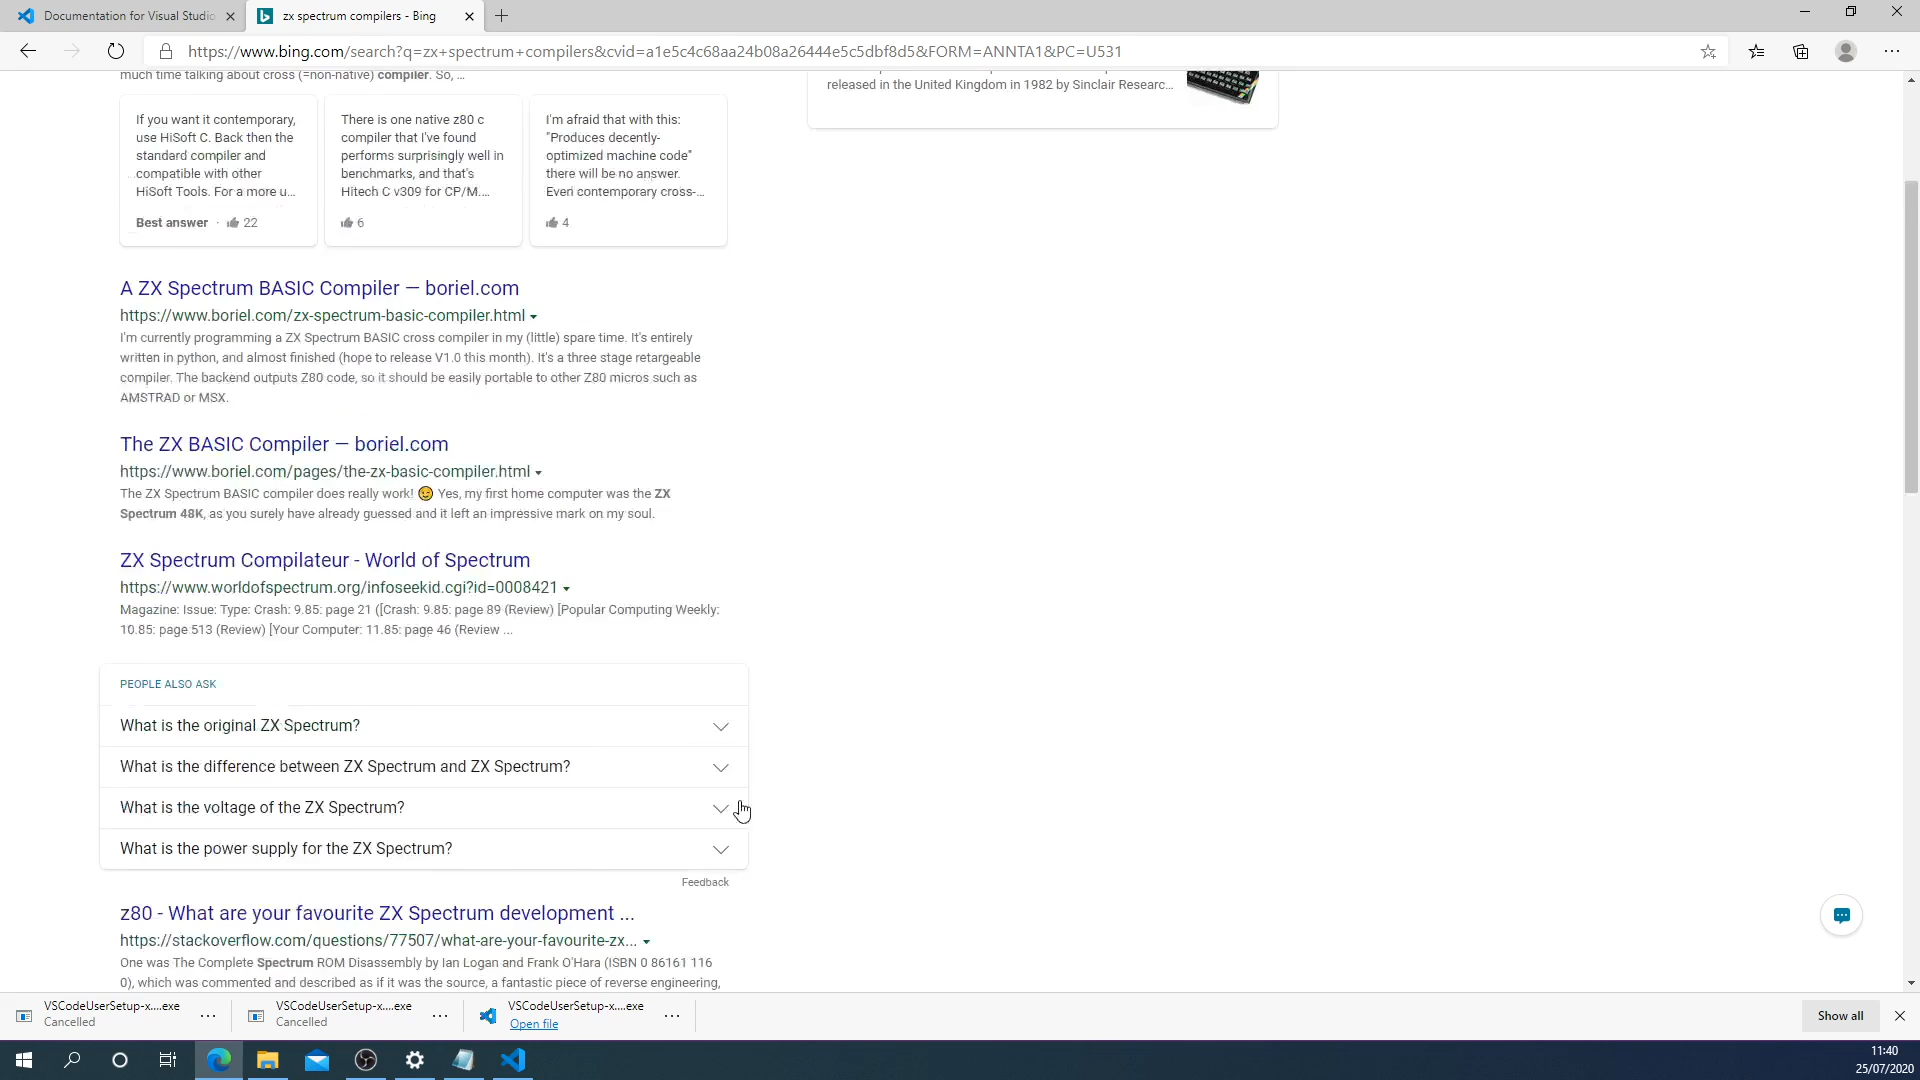 Documentation for Visual Studio
zx spectrum compilers - Bing
https://www.bing.com/search?q=zx+spectrum+compilers&cvid=a1e5c4c68aa24b08a26444e5c5dbf8d5&FORM=ANNTA1&PC=U531
much time talking about cross (=non-native) compiler. So, ...
released in the United Kingdom in 1982 by Sinclair Researc...
If you want it contemporary,
use HiSoft C. Back then the
standard compiler and
compatible with other
HiSoft Tools. For a more u...
Best answer · 22
There is one native z80 c
compiler that I've found
performs surprisingly well in
benchmarks, and that's
Hitech C v309 for CP/M....
6
I'm afraid that with this:
"Produces decently-
optimized machine code"
there will be no answer.
Even contemporary cross-...
4
A ZX Spectrum BASIC Compiler — boriel.com
https://www.boriel.com/zx-spectrum-basic-compiler.html
I'm currently programming a ZX Spectrum BASIC cross compiler in my (little) spare time. It's entirely
written in python, and almost finished (hope to release V1.0 this month). It's a three stage retargeable
compiler. The backend outputs Z80 code, so it should be easily portable to other Z80 micros such as
AMSTRAD or MSX.
The ZX BASIC Compiler — boriel.com
https://www.boriel.com/pages/the-zx-basic-compiler.html
The ZX Spectrum BASIC compiler does really work! 😉 Yes, my first home computer was the ZX
Spectrum 48K, as you surely have already guessed and it left an impressive mark on my soul.
ZX Spectrum Compilateur - World of Spectrum
https://www.worldofspectrum.org/infoseekid.cgi?id=0008421
Magazine: Issue: Type: Crash: 9.85: page 21 ([Crash: 9.85: page 89 (Review) [Popular Computing Weekly:
10.85: page 513 (Review) [Your Computer: 11.85: page 46 (Review ...
PEOPLE ALSO ASK
What is the original ZX Spectrum?
What is the difference between ZX Spectrum and ZX Spectrum?
What is the voltage of the ZX Spectrum?
What is the power supply for the ZX Spectrum?
Feedback
z80 - What are your favourite ZX Spectrum development ...
https://stackoverflow.com/questions/77507/what-are-your-favourite-zx...
One was The Complete Spectrum ROM Disassembly by Ian Logan and Frank O'Hara (ISBN 0 86161 116
0), which was commented and described as if it was the source, a fantastic piece of reverse engineering,
VSCodeUserSetup-x....exe
Cancelled
VSCodeUserSetup-x....exe
Cancelled
VSCodeUserSetup-x....exe
Open file
Show all
11:40
25/07/2020